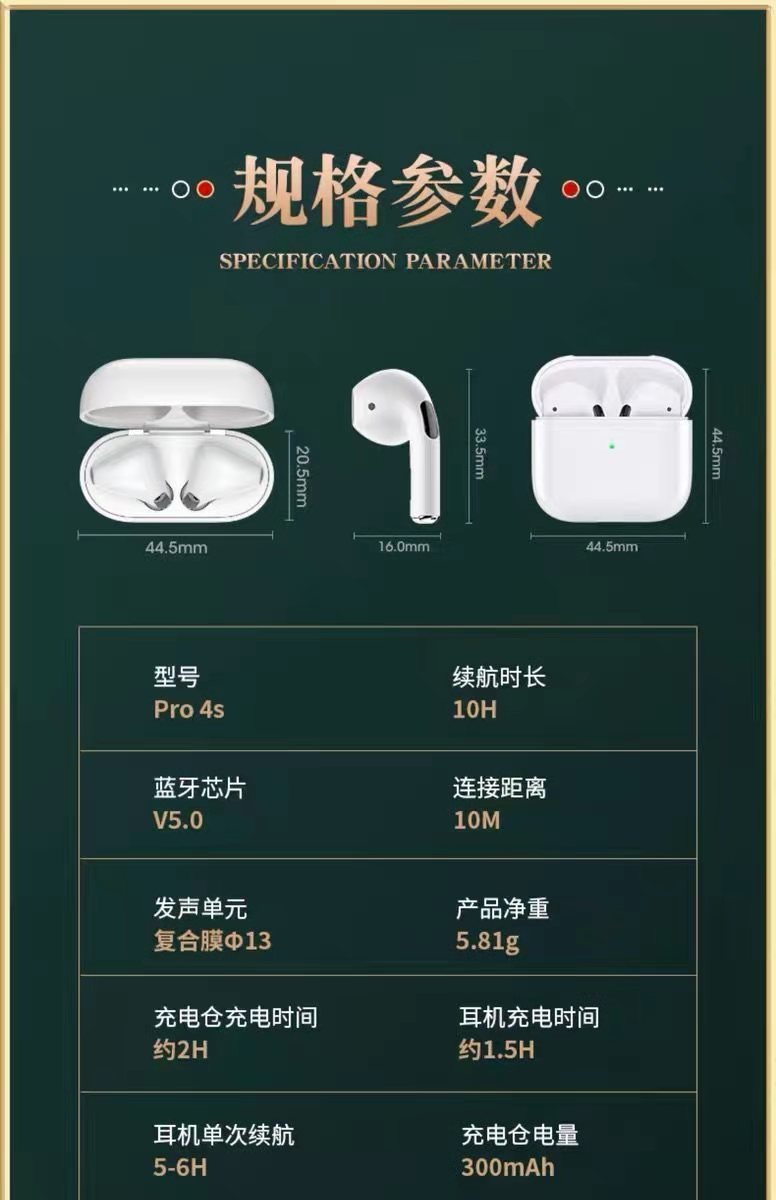 规格参数
SPECIFICATION PARAMETER
20.5mm
44.5mm
33.5mm
16.0mm
44.5mm
44.5mm
型号
Pro 4s
续航时长
10H
蓝牙芯片
V5.0
连接距离
10M
发声单元
复合膜Φ13
产品净重
5.81g
充电仓充电时间
约2H
耳机充电时间
约1.5H
耳机单次续航
5-6H
充电仓电量
300mAh